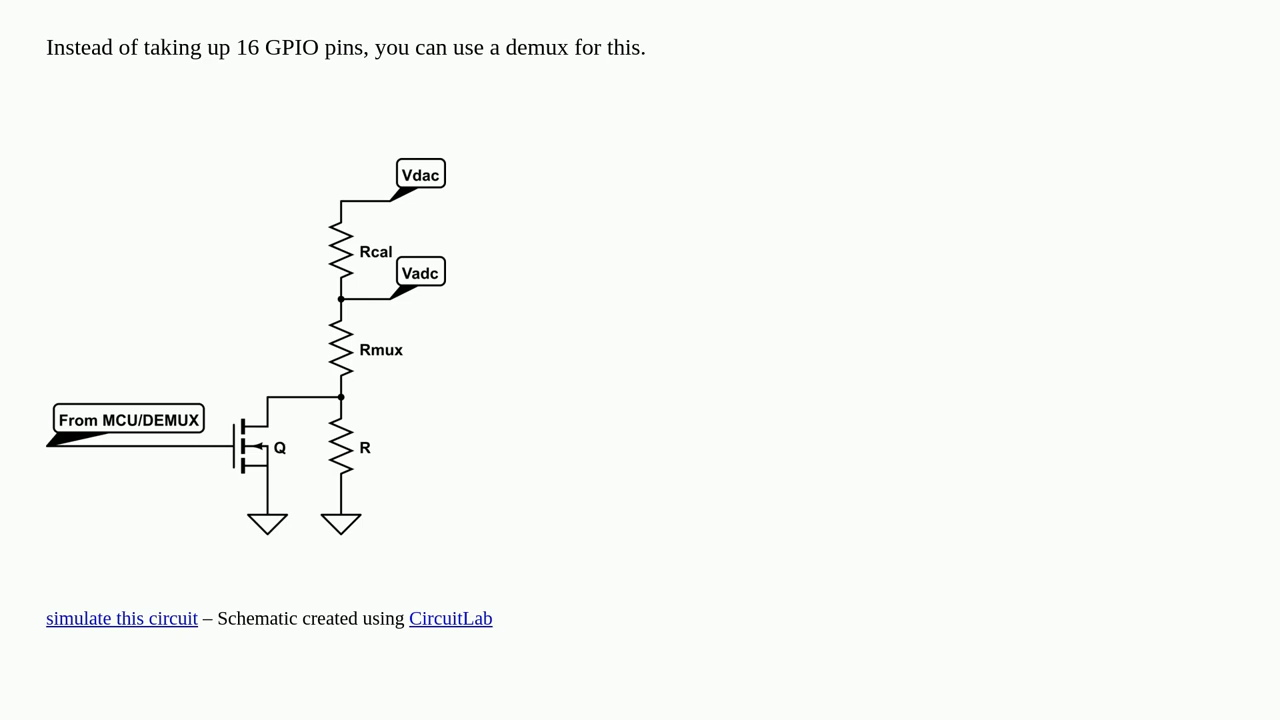 Instead of taking up 16 GPIO pins, you can use a demux for this.
Vdac
Rcal
Vadc
Rmux
From MCU/DEMUX
Q
R
simulate this circuit – Schematic created using CircuitLab